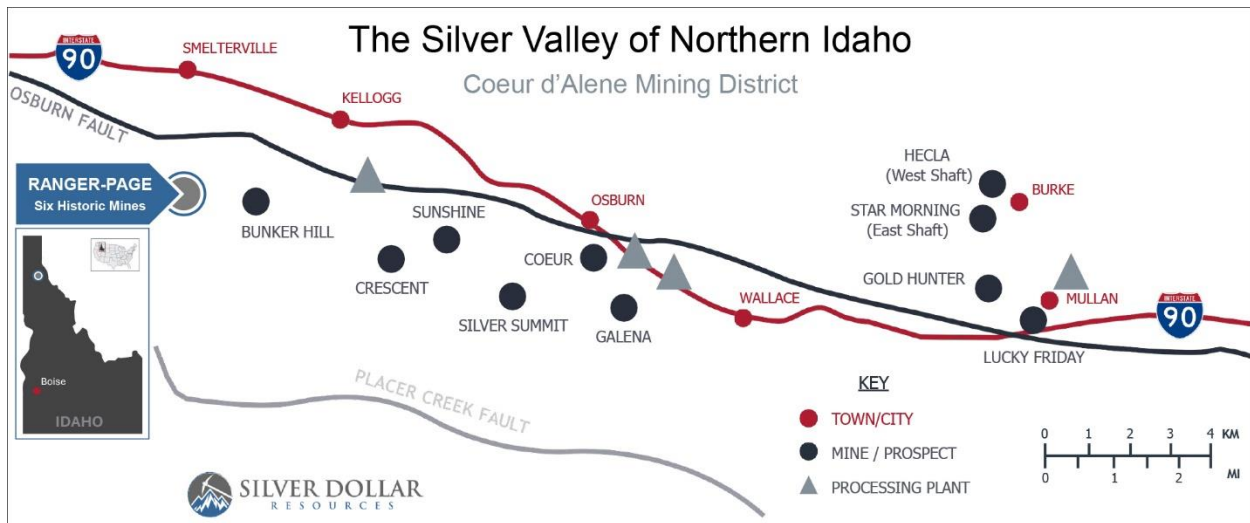 The Silver Valley of Northern Idaho
Coeur d'Alene Mining District
INTERSTATE
90
SMELTERVILLE
KELLOGG
OSBURN FAULT
RANGER-PAGE
Six Historic Mines
BUNKER HILL
SUNSHINE
CRESCENT
SILVER SUMMIT
OSBURN
COEUR
GALENA
WALLACE
HECLA
(West Shaft)
BURKE
STAR MORNING
(East Shaft)
GOLD HUNTER
MULLAN
LUCKY FRIDAY
INTERSTATE
90
Boise
IDAHO
PLACER CREEK FAULT
KEY
TOWN/CITY
MINE / PROSPECT
PROCESSING PLANT
0 1 2 3 4 KM
0 1 2 MI
SILVER DOLLAR
RESOURCES